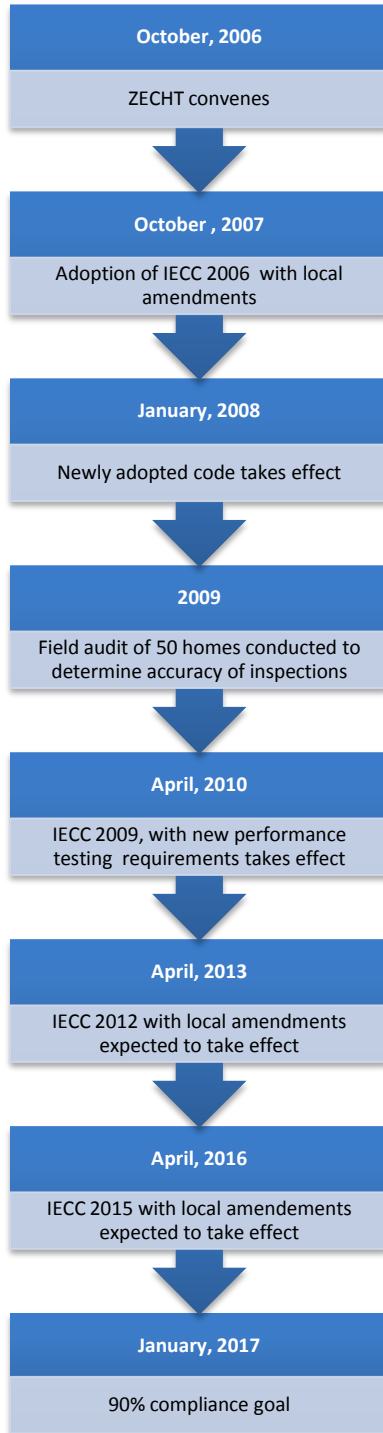 October, 2006
ZECHT convenes
October , 2007
Adoption of IECC 2006 with local
amendments
January, 2008
Newly adopted code takes effect
2009
Field audit of 50 homes conducted to
determine accuracy of inspections
April, 2010
IECC 2009, with new performance
testing requirements takes effect
April, 2013
IECC 2012 with local amendments
expected to take effect
April, 2016
IECC 2015 with local amendements
expected to take effect
January, 2017
90% compliance goal